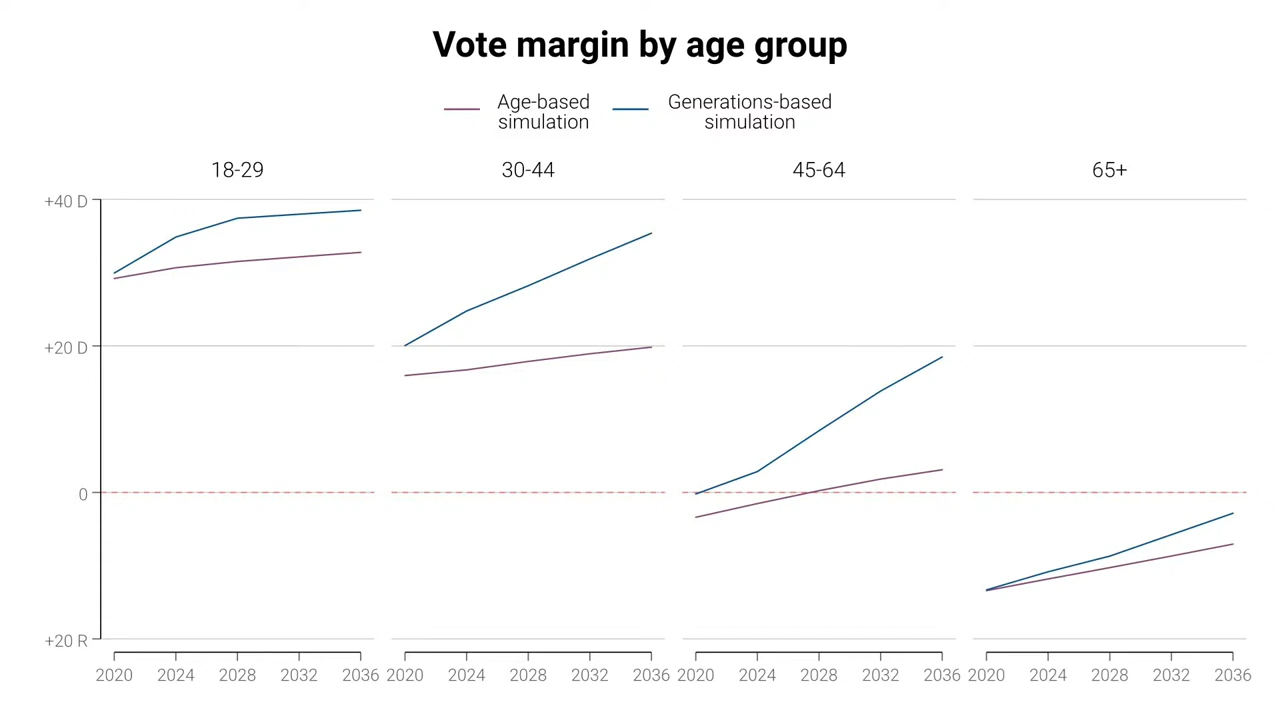 Vote margin by age group
Age-based
simulation
Generations-based
simulation
18-29
30-44
45-64
65+
+40 D
+20 D
0
+20 R
2020 2024 2028 2032 2036
2020 2024 2028 2032 2036
2020 2024 2028 2032 2036
2020 2024 2028 2032 2036